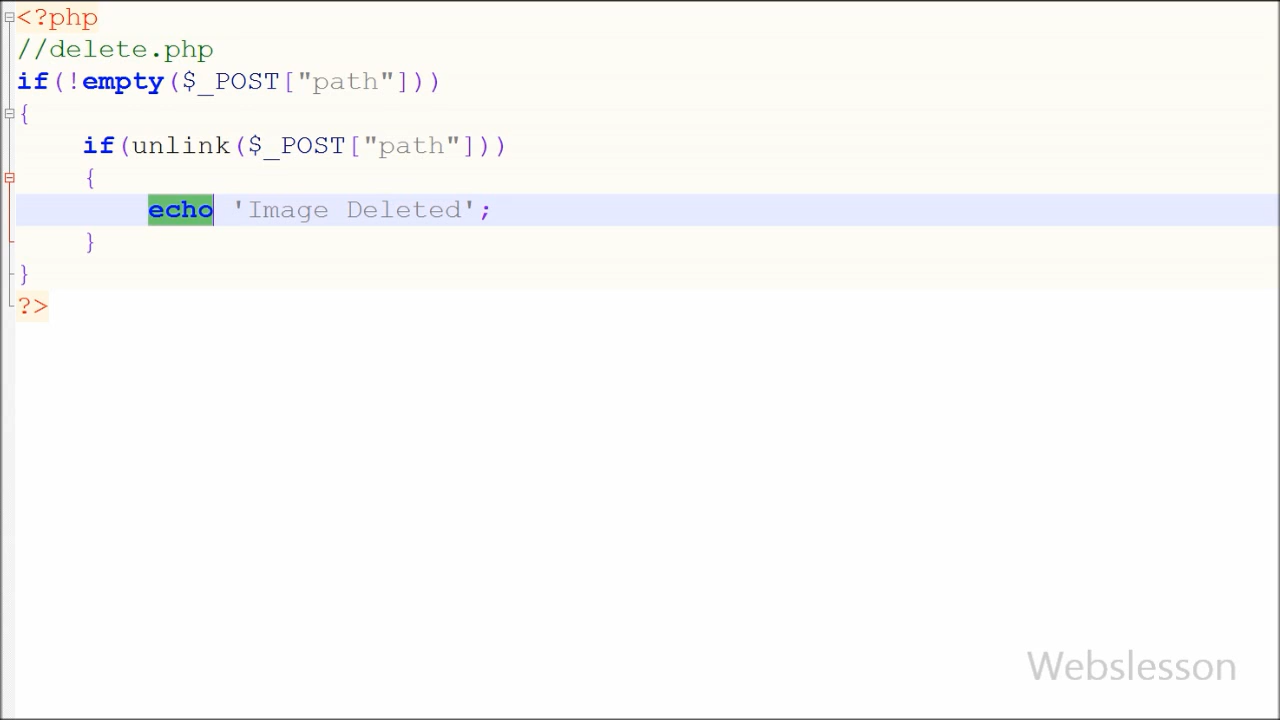 <?php
//delete.php
if(!empty($_POST["path"]))
{
    if(unlink($_POST["path"]))
    {
        echo 'Image Deleted';
    }
}
?>
Webslesson